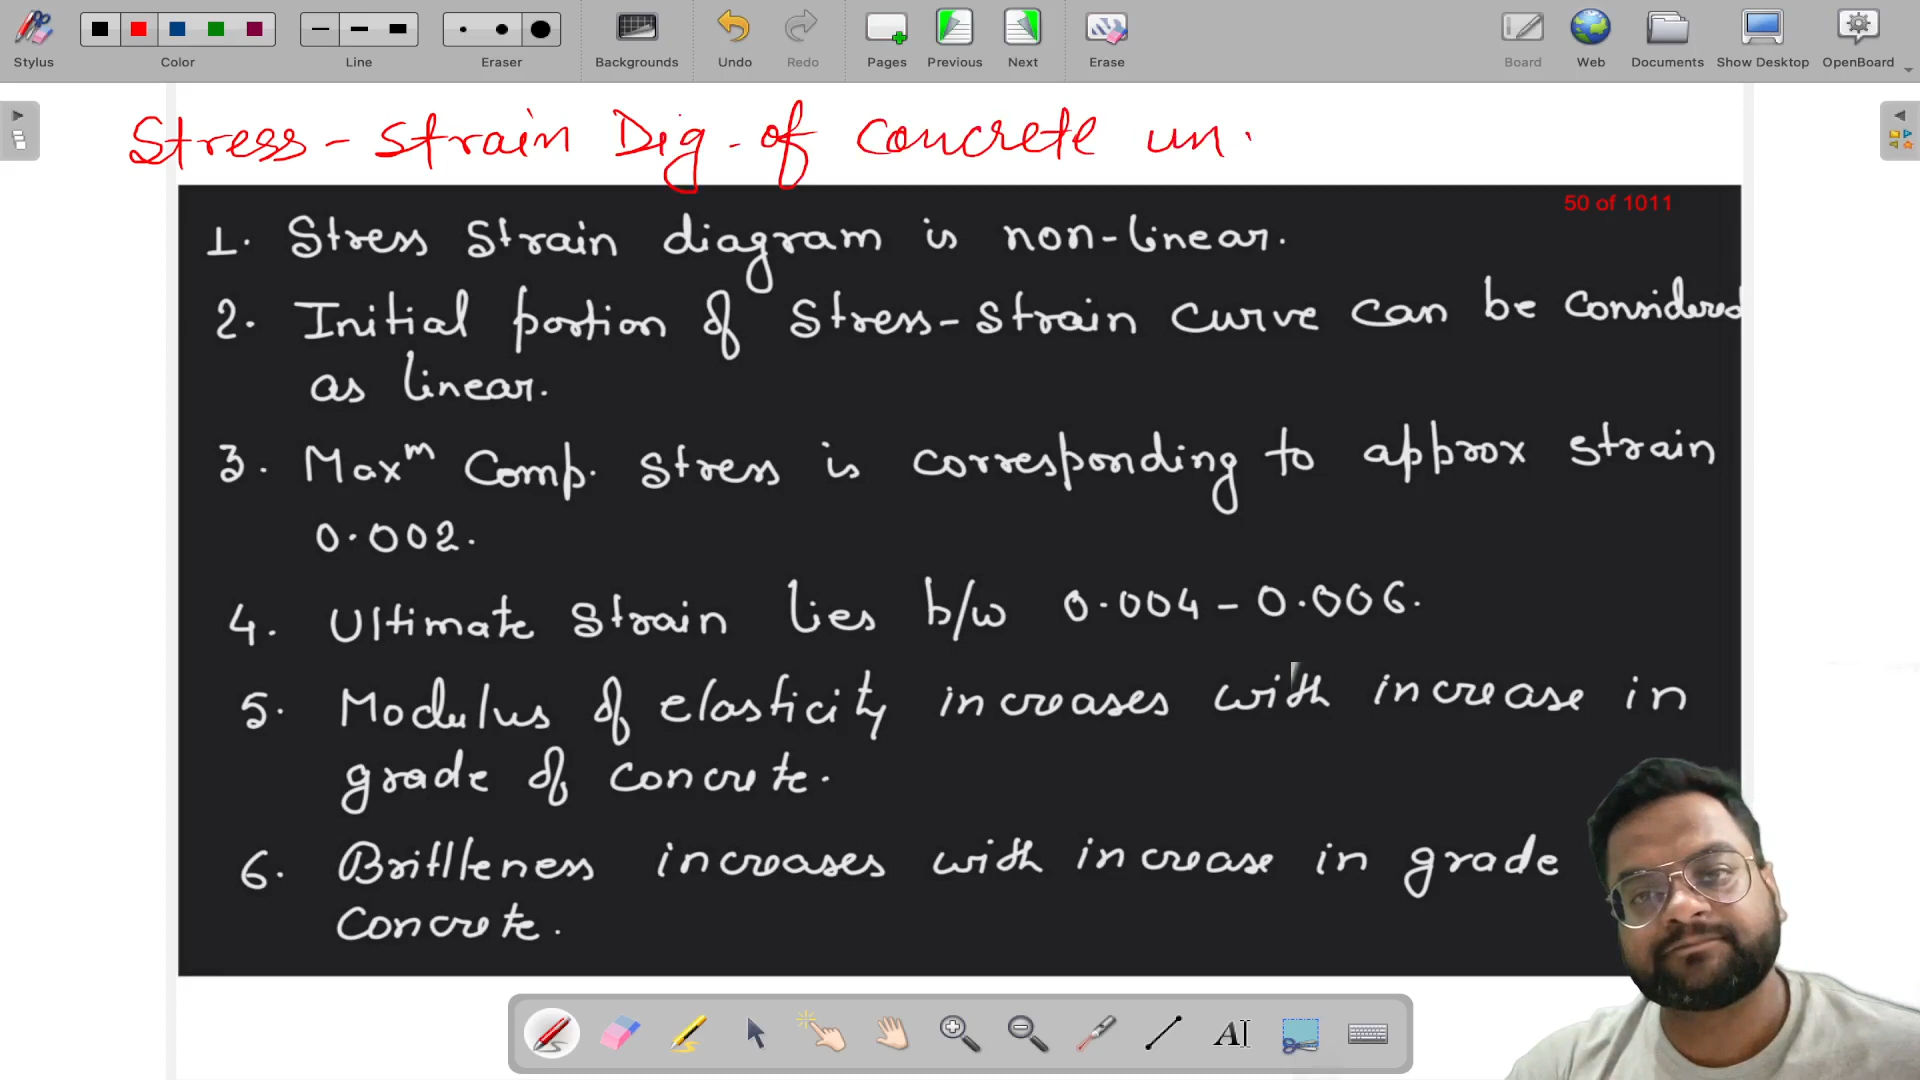 Stylus Color Line Eraser Backgrounds Undo Redo Pages Previous Next Erase Board Web Documents Show Desktop OpenBoard
Stress - strain Dig. of concrete un.
50 of 1011
1. Stress strain diagram is non-linear.
2. Initial portion of stress-strain curve can be considered
as linear.
3. Max^m Comp. stress is corresponding to approx strain
0.002.
4. Ultimate strain lies b/w 0.004 - 0.006.
5. Modulus of elasticity increases with increase in
grade of concrete.
6. Brittleness increases with increase in grade
concrete.